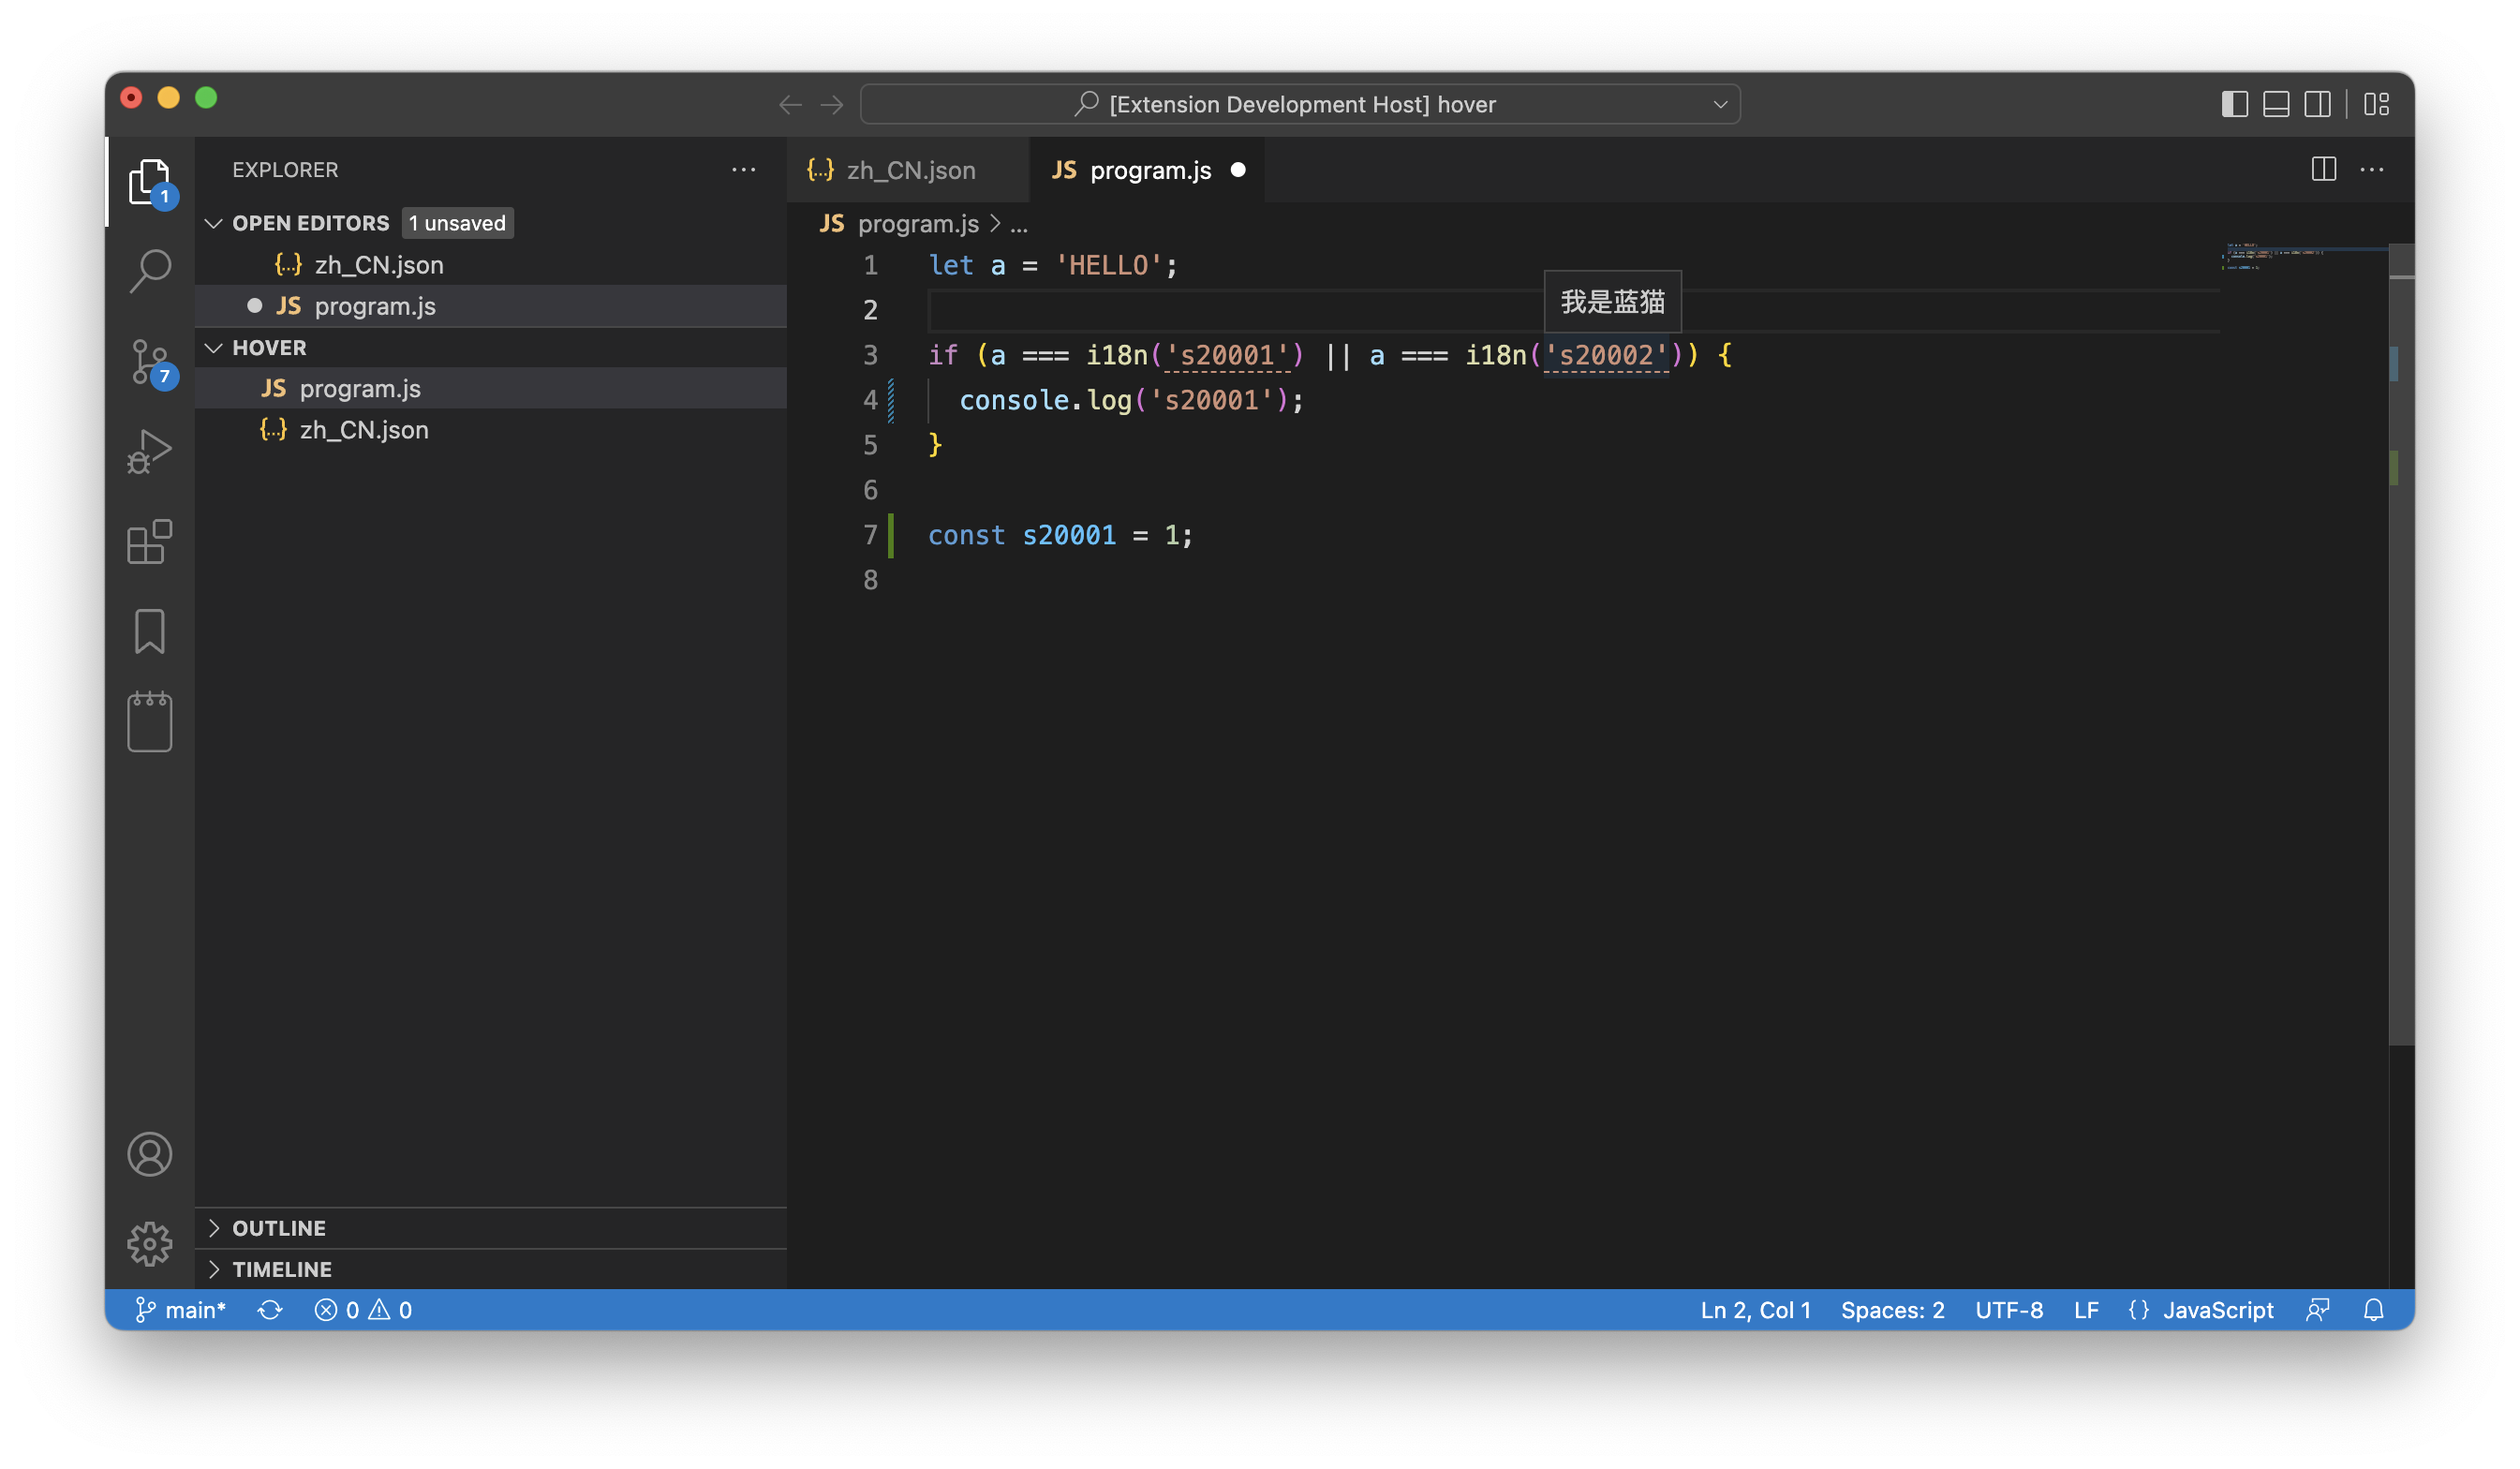 [Extension Development Host] hover
EXPLORER
OPEN EDITORS 1 unsaved
{..} zh_CN.json
JS program.js
HOVER
JS program.js
{..} zh_CN.json
OUTLINE
TIMELINE
1
7
{..} zh_CN.json
JS program.js
JS program.js > ...
1 let a = 'HELLO';
2
我是蓝猫
3 if (a === i18n('s20001') || a === i18n('s20002')) {
4 console.log('s20001');
5 }
6
7 const s20001 = 1;
8
main* 0 0
Ln 2, Col 1 Spaces: 2 UTF-8 LF {} JavaScript